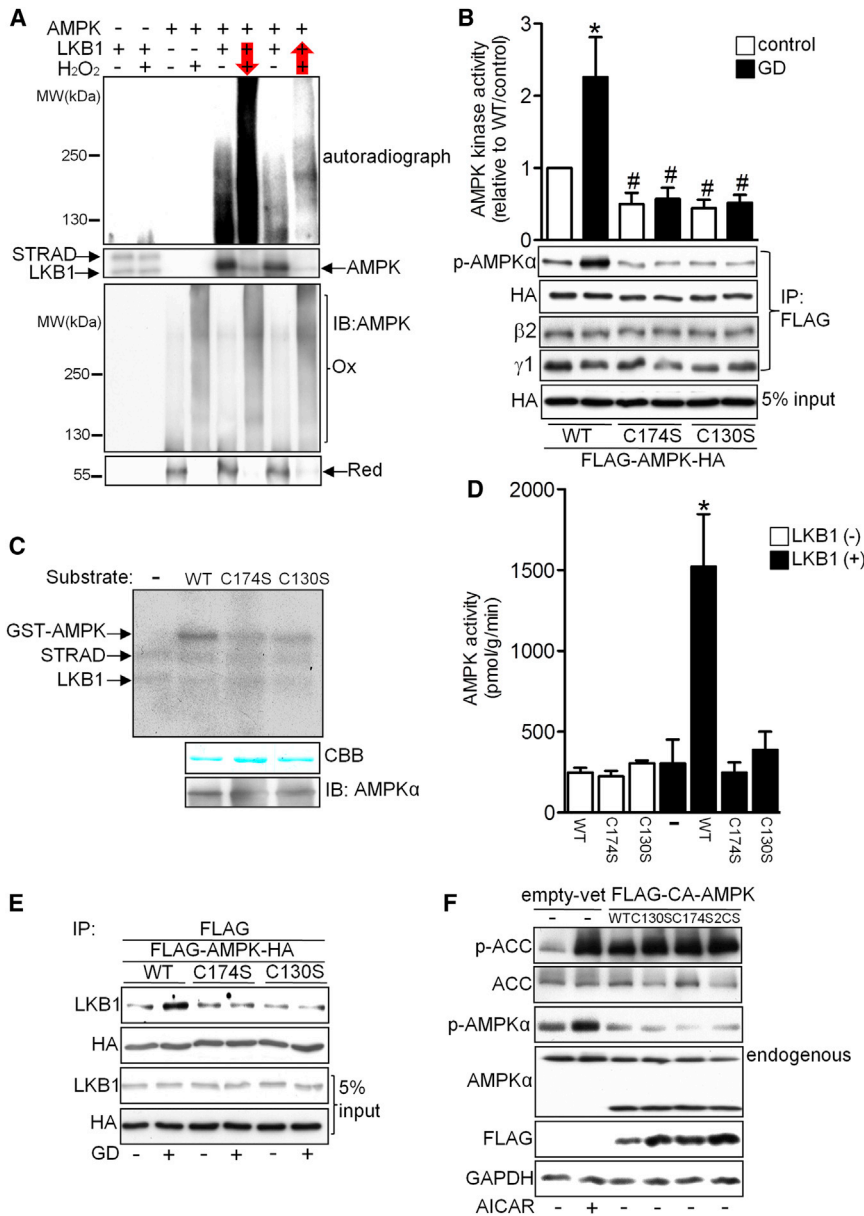 A
AMPK - - + + + + + +
LKB1 + + - - + + + +
H2O2 - + - + - + - +
MW(kDa)
250
130
autoradiograph
STRAD
LKB1
AMPK
MW(kDa)
250
130
IB:AMPK
Ox
55
Red
B
AMPK kinase activity
(relative to WT/control)
3
2
1
0
* # # # #
control
GD
p-AMPKα
HA
β2
γ1
HA
IP:
FLAG
5% input
WT C174S C130S
FLAG-AMPK-HA
C
Substrate: - WT C174S C130S
GST-AMPK
STRAD
LKB1
CBB
IB: AMPKα
D
AMPK activity
(pmol/g/min)
2000
1500
1000
500
0
*
LKB1 (-)
LKB1 (+)
WT C174S C130S - WT C174S C130S
E
IP: FLAG
FLAG-AMPK-HA
WT C174S C130S
LKB1
HA
LKB1
HA
5%
input
GD - + - + - +
F
empty-vet FLAG-CA-AMPK
- - WT C130S C174S 2CS
p-ACC
ACC
p-AMPKα
endogenous
AMPKα
FLAG
GAPDH
AICAR - + - - - -